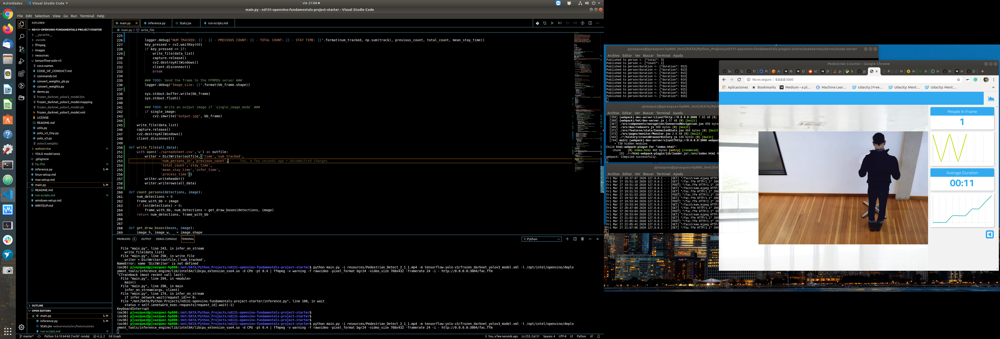 Actividades
Visual Studio Code
vie 21:08
main.py - nd131-openvino-fundamentals-project-starter - Visual Studio Code
File Edit Selection View Go Run Terminal Help
EXPLORER
ND131-OPENVINO-FUNDAMENTALS-PROJECT-STARTER
__pycache__
.vscode
ffmpeg
images
resources
tensorflow-yolo-v3
coco.names
CODE_OF_CONDUCT.md
commands.txt
convert_weights_pb.py
convert_weights.py
demo.py
frozen_darknet_yolov3_model.bin
frozen_darknet_yolov3_model.mapping
frozen_darknet_yolov3_model.pb
frozen_darknet_yolov3_model.xml
LICENSE
README.md
utils.py
yolo_v3_tiny.py
yolo_v3.py
yolov3.weights
webservice
YOLO model tests
.gitignore
fac.ffm U
inference.py 3, M
linux-setup.md
mac-setup.md
main.py 3, M
README.md
run-scripts.md U
windows-setup.md
WRITEUP.md
OUTLINE
OPEN EDITORS
main.py 3, M
inference.py 3, M
Stats.jsx webservice/ui/src/features/stats
run-scripts.md U
main.py
inference.py
Stats.jsx
run-scripts.md
main.py > write_file
225
226 logger.debug("NUM TRACKED: {} - {} - PREVIOUS COUNT: {} - TOTAL COUNT: {} - STAY TIME: {}".format(num_tracked, np.sum(track), previous_count, total_count, mean_stay_time))
227 key_pressed = cv2.waitKey(60)
228 if key_pressed == 27:
229 write_file(data_list)
230 capture.release()
231 cv2.destroyAllWindows()
232 client.disconnect()
233 break
234
235 ### TODO: Send the frame to the FFMPEG server ###
236 logger.debug("Image_size: {}".format(bb_frame.shape))
237
238 sys.stdout.buffer.write(bb_frame)
239 sys.stdout.flush()
240
241 ### TODO: Write an output image if `single_image_mode` ###
242 if single_image:
243 cv2.imwrite("output.jpg", bb_frame)
244
245 write_file(data_list)
246 capture.release()
247 cv2.destroyAllWindows()
248 client.disconnect()
249
250 def write_file(all_data):
251 with open('./spreadsheet.csv','w') as outfile:
252 writer = DictWriter(outfile,('time','num_tracked',
253 'num_persons_in','previous_count', You, a few seconds ago • Uncommitted changes
254 'total_count','stay_time',
255 'mean_stay_time','infer_time',
256 'process_time'))
257 writer.writeheader()
258 writer.writerows(all_data)
259
260 def count_persons(detections, image):
261 num_detections = 0
262 frame_with_bb = image
263 if len(detections) > 0:
264 frame_with_bb, num_detections = get_draw_boxes(detections, image)
265 return num_detections, frame_with_bb
266
267
268 def get_draw_boxes(boxes, image):
269 image_h, image_w, _ = image.shape
PROBLEMS 6 OUTPUT DEBUG CONSOLE TERMINAL
1: Python
File "main.py", line 243, in infer_on_stream
write_file(data_list)
File "main.py", line 250, in write_file
writer = DictWriter(outfile,('num_tracked',
NameError: name 'DictWriter' is not defined
(ov36) pjvazquez@pjvazquez-hp800:/mnt/DATA/Python_Projects/nd131-openvino-fundamentals-project-starter$ python main.py -i resources/Pedestrian_Detect_2_1_1.mp4 -m tensorflow-yolo-v3/frozen_darknet_yolov3_model.xml -l /opt/intel/openvino/deplo
yment_tools/inference_engine/lib/intel64/libcpu_extension_sse4.so -d CPU -pt 0.4 | ffmpeg -v warning -f rawvideo -pixel_format bgr24 -video_size 768x432 -framerate 24 -i - http://0.0.0.0:3004/fac.ffm
^CTraceback (most recent call last):
File "main.py", line 294, in <module>
main()
File "main.py", line 290, in main
infer_on_stream(args, client)
File "main.py", line 174, in infer_on_stream
if infer_network.wait(request_id)== 0:
File "/mnt/DATA/Python_Projects/nd131-openvino-fundamentals-project-starter/inference.py", line 108, in wait
status = self.ienetwork_exec.requests[request_id].wait(-1)
KeyboardInterrupt
(ov36) pjvazquez@pjvazquez-hp800:/mnt/DATA/Python_Projects/nd131-openvino-fundamentals-project-starter$
(ov36) pjvazquez@pjvazquez-hp800:/mnt/DATA/Python_Projects/nd131-openvino-fundamentals-project-starter$
(ov36) pjvazquez@pjvazquez-hp800:/mnt/DATA/Python_Projects/nd131-openvino-fundamentals-project-starter$
(ov36) pjvazquez@pjvazquez-hp800:/mnt/DATA/Python_Projects/nd131-openvino-fundamentals-project-starter$ python main.py -i resources/Pedestrian_Detect_2_1_1.mp4 -m tensorflow-yolo-v3/frozen_darknet_yolov3_model.xml -l /opt/intel/openvino/deplo
yment_tools/inference_engine/lib/intel64/libcpu_extension_sse4.so -d CPU -pt 0.4 | ffmpeg -v warning -f rawvideo -pixel_format bgr24 -video_size 768x432 -framerate 24 -i - http://0.0.0.0:3004/fac.ffm
master* Python 3.6.10 64-bit ('ov36': conda) 4 2 Git Graph
You, a few seconds ago Ln 253, Col 51 Spaces: 4 UTF-8 LF Python
pjvazquez@pjvazquez-hp800: /mnt/DATA/Python_Projects/nd131-openvino-fundamentals-project-starter/webservice/server/node-server
Archivo Editar Ver Buscar Terminal Ayuda
Published to person <- {"total": 3}
Published to person <- {"count": 1}
Published to person/duration <- {"duration": 913}
Published to person/duration <- {"duration": 913}
Published to person/duration <- {"duration": 913}
Published to person/duration <- {"duration": 913}
Published to person/duration <- {"duration": 914}
Published to person/duration <- {"duration": 914}
Published to person/duration <- {"duration": 914}
Published to person/duration <- {"duration": 915}
Published to person/duration <- {"duration": 915}
Published to person/duration <- {"duration": 916}
pjvazquez@pjvazquez-hp800: /mnt/DATA/Pyth
Archivo Editar Ver Buscar Terminal Ayuda
[359] (webpack)-dev-server/client?http://0.0.0.0:3000 7.93 kB {0}
[360] (webpack)/hot/dev-server.js 1.57 kB {0} [built]
[367] ./src/components/navigation/ConnectedNavigation.jsx 850 bytes
[369] ./src/dux/reducers.js 509 bytes {0} [built]
[371] ./src/features/stats/ConnectedStats.jsx 884 bytes {0} [built
[373] ./src/pages/monitor/Monitor.jsx 2.6 kB {0} [built]
[443] ./~/history/createBrowserHistory.js 146 bytes {0} [built]
[744] multi (webpack)-dev-server/client?http://0.0.0.0:3000 webpack
+ 730 hidden modules
Child html-webpack-plugin for "index.html":
chunk {0} index.html 402 bytes [entry] [rendered]
[0] ./~/html-webpack-plugin/lib/loader.js!./src/index.html 4
webpack: Compiled successfully.
pjvazquez@pjvazquez-hp800: /mnt/DATA
Archivo Editar Ver Buscar Terminal Ayuda
Fri Mar 27 19:37:07 2020 127.0.0.1 - - [GET] "/facstream.mjpeg HTTP/
Fri Mar 27 19:51:18 2020 127.0.0.1 - - [GET] "/fac.ffm HTTP/1.1" 200
Fri Mar 27 19:51:18 2020 127.0.0.1 - - [POST] "/fac.ffm HTTP/1.1" 20
Fri Mar 27 19:51:18 2020 127.0.0.1 - - [GET] "/facstream.mjpeg HTTP/
Fri Mar 27 19:51:53 2020 127.0.0.1 - - [GET] "/fac.ffm HTTP/1.1" 200
Fri Mar 27 19:51:53 2020 127.0.0.1 - - [POST] "/fac.ffm HTTP/1.1" 20
Fri Mar 27 19:52:35 2020 127.0.0.1 - - [GET] "/fac.ffm HTTP/1.1" 200
Fri Mar 27 19:53:44 2020 127.0.0.1 - - [POST] "/fac.ffm HTTP/1.1" 20
Fri Mar 27 19:53:44 2020 127.0.0.1 - - [GET] "/facstream.mjpeg HTTP/
Fri Mar 27 20:47:00 2020 127.0.0.1 - - [GET] "/fac.ffm HTTP/1.1" 200
Fri Mar 27 20:53:04 2020 127.0.0.1 - - [POST] "/fac.ffm HTTP/1.1" 20
Fri Mar 27 20:53:04 2020 127.0.0.1 - - [GET] "/facstream.mjpeg HTTP/
Fri Mar 27 21:02:11 2020 127.0.0.1 - - [GET] "/fac.ffm HTTP/1.1" 200
Fri Mar 27 21:05:41 2020 127.0.0.1 - - [POST] "/fac.ffm HTTP/1.1" 20
Fri Mar 27 21:05:41 2020 127.0.0.1 - - [GET] "/facstream.mjpeg HTTP/
Fri Mar 27 21:07:06 2020 127.0.0.1 - - [GET] "/fac.ffm HTTP/1.1" 200
Pedestrian Counter - Google Chrome
No es seguro | 0.0.0.0:3000
Aplicaciones Bookmarks Medium – a pl... Machine Lear... Udacity | Free... Udacity: Ment... Udacity: Ment...
People In Frame
1
Average Duration
00:11